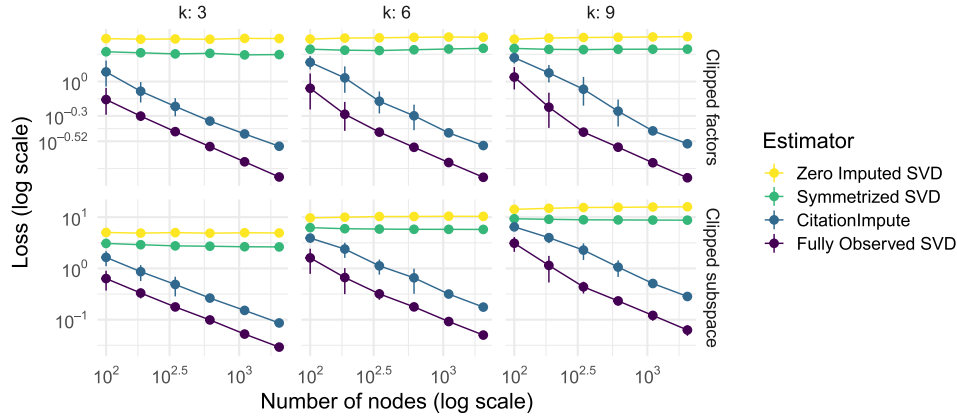 k: 3 k: 6 k: 9
Loss (log scale)
10^0
10^−0.3
10^−0.52
Clipped factors
10^1
10^0
10^−1
Clipped subspace
10^2 10^2.5 10^3 10^2 10^2.5 10^3 10^2 10^2.5 10^3
Number of nodes (log scale)
Estimator
Zero Imputed SVD
Symmetrized SVD
CitationImpute
Fully Observed SVD